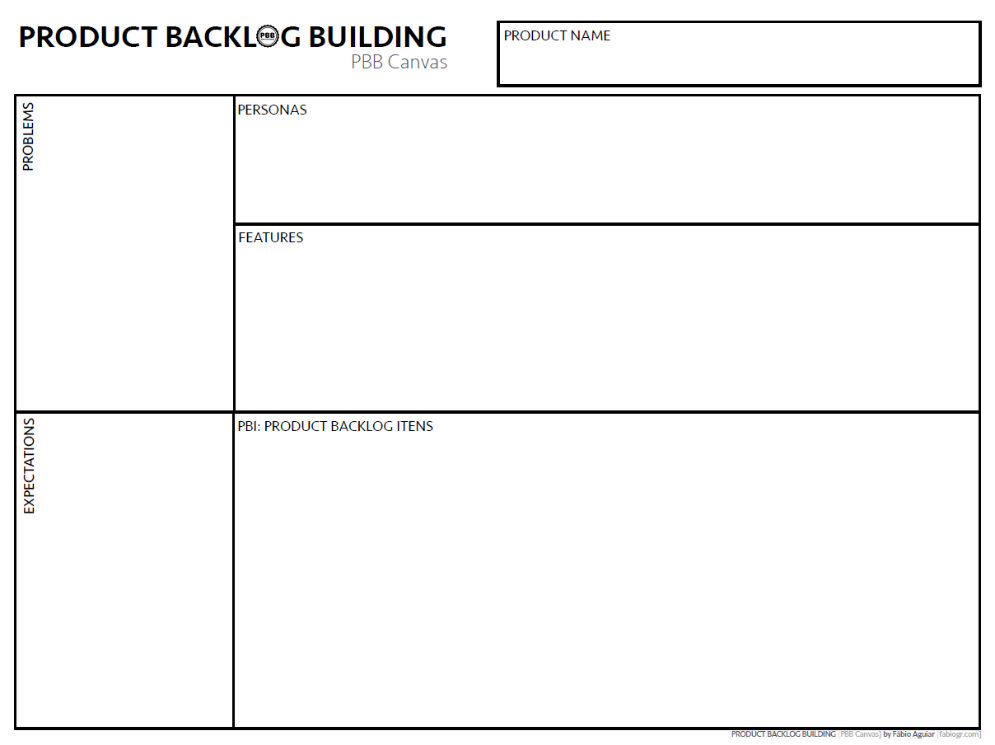 PRODUCT BACKLOG BUILDING
PBB
PBB Canvas
PRODUCT NAME
PROBLEMS
PERSONAS
FEATURES
EXPECTATIONS
PBI: PRODUCT BACKLOG ITENS
PRODUCT BACKLOG BUILDING [PBB Canvas] by Fábio Aguiar [fabiogr.com]